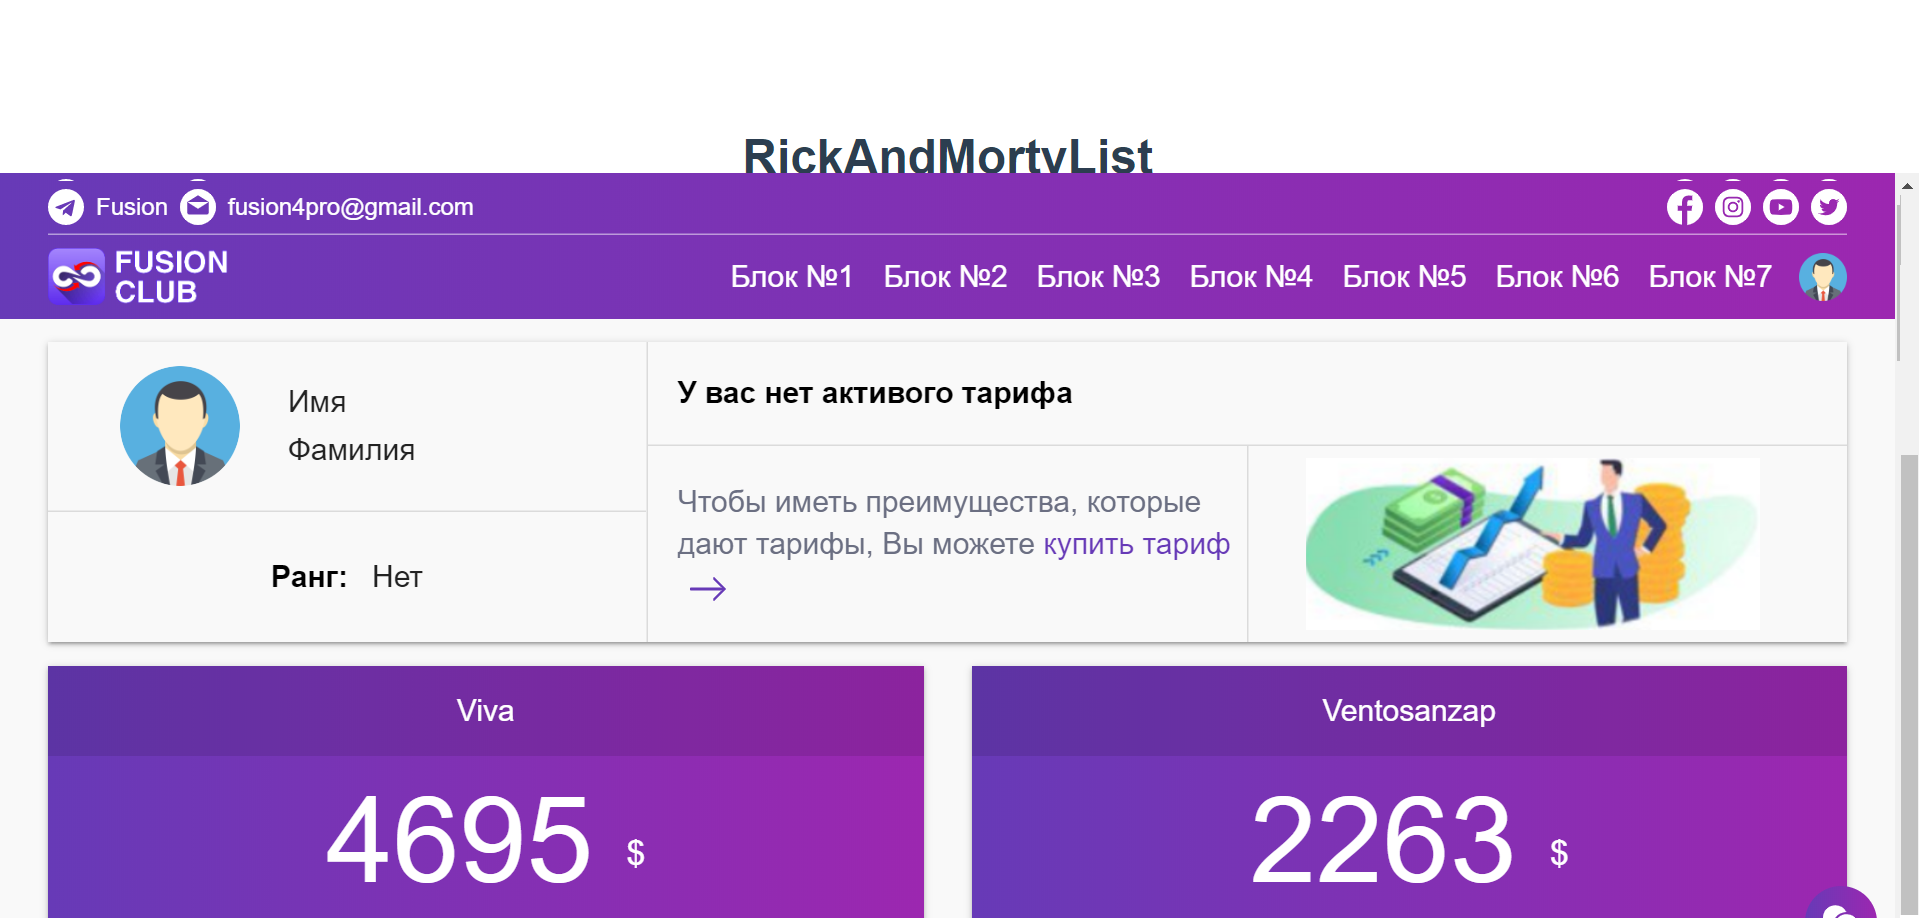 RickAndMortyList
Fusion fusion4pro@gmail.com
FUSION
CLUB
Блок №1 Блок №2 Блок №3 Блок №4 Блок №5 Блок №6 Блок №7
Имя
Фамилия
Ранг: Нет
У вас нет активого тарифа
Чтобы иметь преимущества, которые
дают тарифы, Вы можете купить тариф
→
Viva
4695 $
Ventosanzap
2263 $